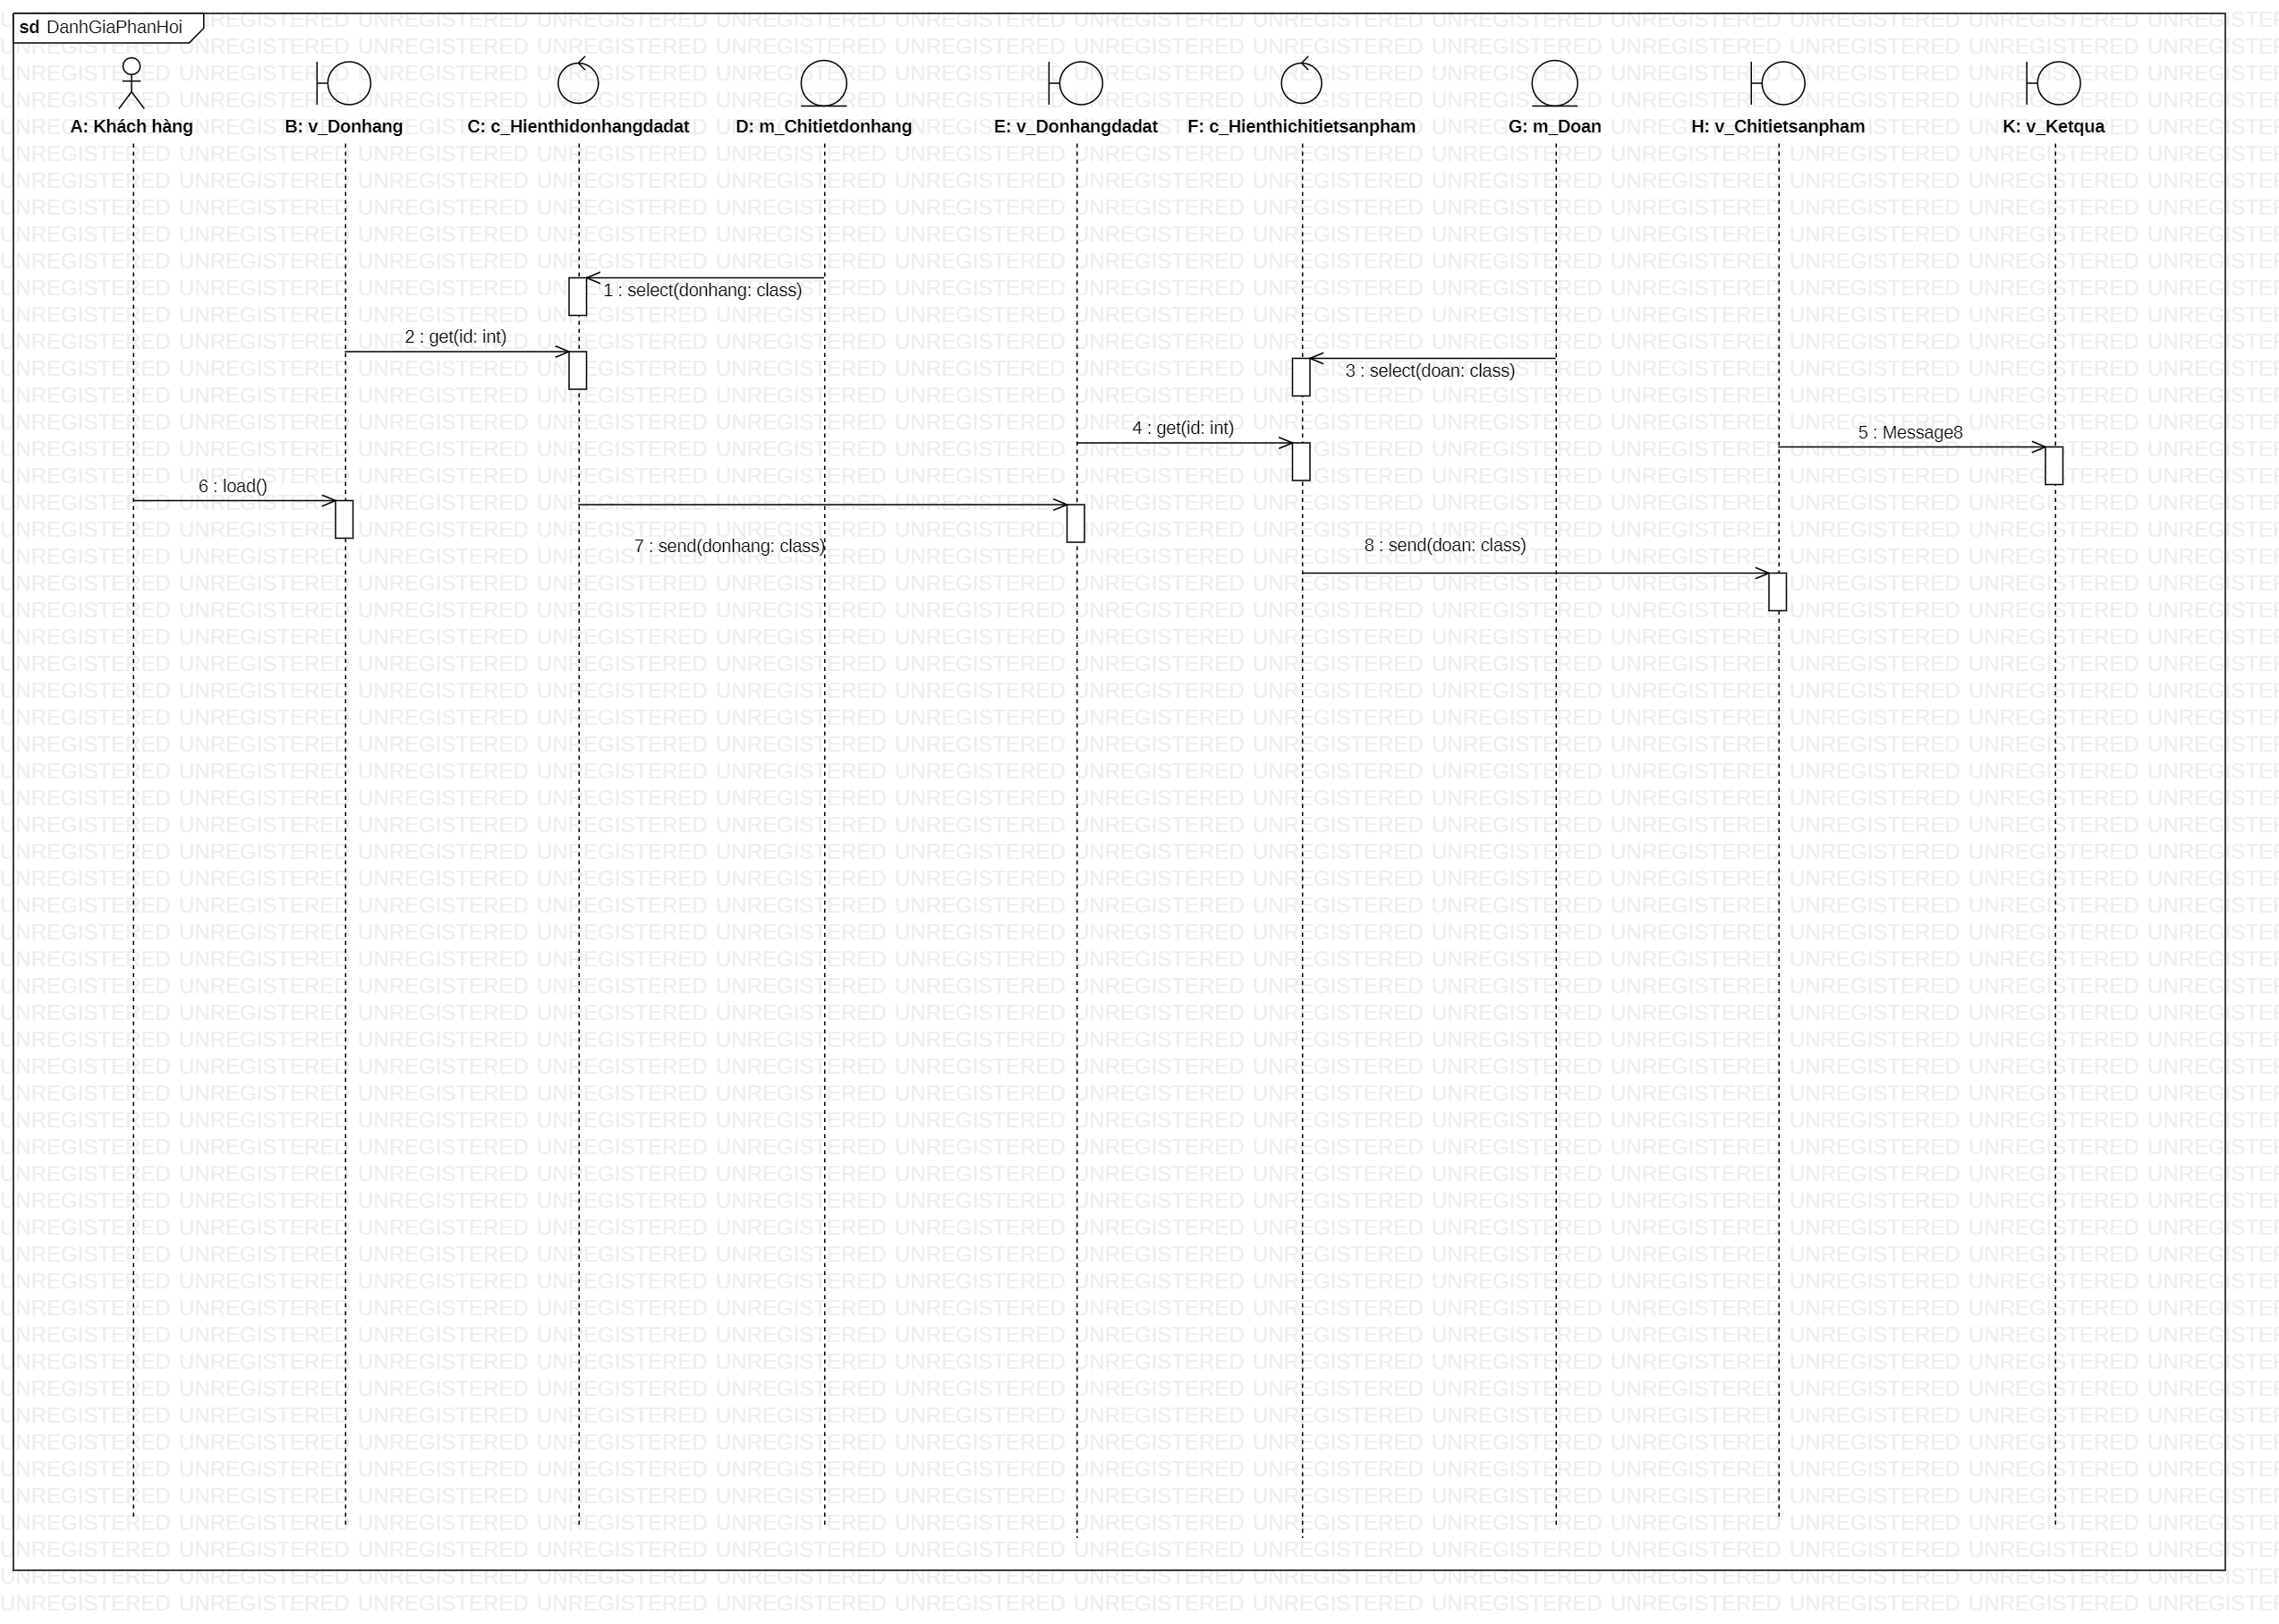 sd DanhGiaPhanHoi
A: Khách hàng
B: v_Donhang
C: c_Hienthidonhangdadat
D: m_Chitietdonhang
E: v_Donhangdadat
F: c_Hienthichitietsanpham
G: m_Doan
H: v_Chitietsanpham
K: v_Ketqua
1 : select(donhang: class)
2 : get(id: int)
3 : select(doan: class)
4 : get(id: int)
5 : Message8
6 : load()
7 : send(donhang: class)
8 : send(doan: class)
UNREGISTERED